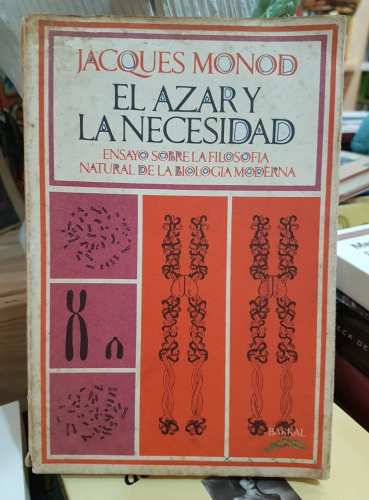 JACQUES MONOD
EL AZAR Y
LA NECESIDAD
ENSAYO SOBRE LA FILOSOFIA
NATURAL DE LA BIOLOGIA MODERNA
BARRAL